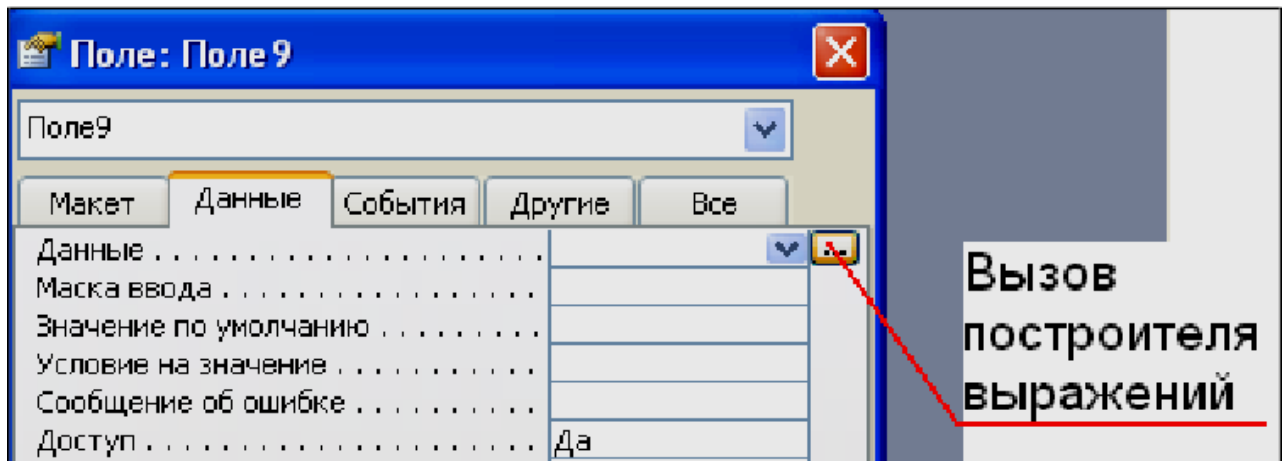 Поле: Поле9
Поле9
Макет Данные События Другие Все
Данные . . . . . . . . . . . . . . . . . . . . .
Маска ввода . . . . . . . . . . . . . . . . .
Значение по умолчанию . . . . . . . . .
Условие на значение . . . . . . . . . . .
Сообщение об ошибке . . . . . . . . . .
Доступ . . . . . . . . . . . . . . . . . . . . . Да
...
Вызов
построителя
выражений